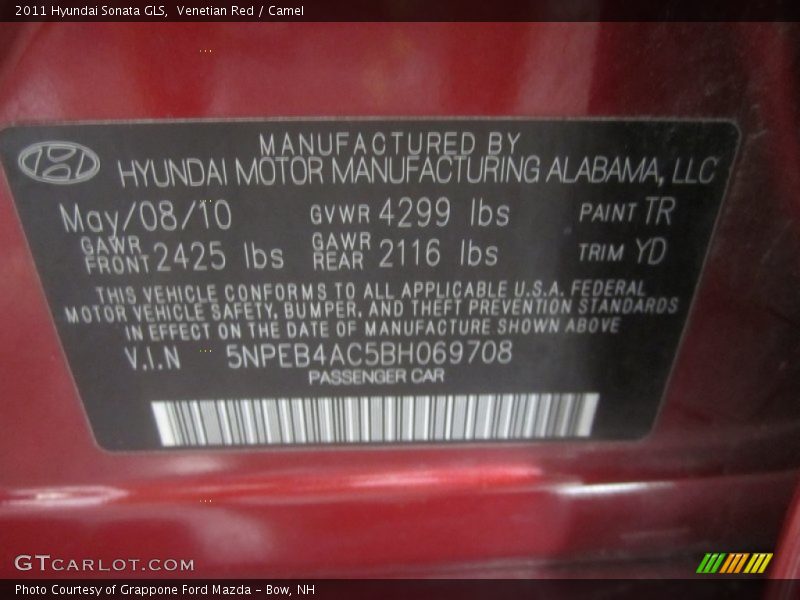 2011 Hyundai Sonata GLS, Venetian Red / Camel
MANUFACTURED BY
HYUNDAI MOTOR MANUFACTURING ALABAMA, LLC
May/08/10 GVWR 4299 lbs PAINT TR
GAWR FRONT 2425 lbs GAWR REAR 2116 lbs TRIM YD
THIS VEHICLE CONFORMS TO ALL APPLICABLE U.S.A. FEDERAL
MOTOR VEHICLE SAFETY, BUMPER, AND THEFT PREVENTION STANDARDS
IN EFFECT ON THE DATE OF MANUFACTURE SHOWN ABOVE
V.I.N 5NPEB4AC5BH069708
PASSENGER CAR
GTCARLOT.COM
Photo Courtesy of Grappone Ford Mazda - Bow, NH